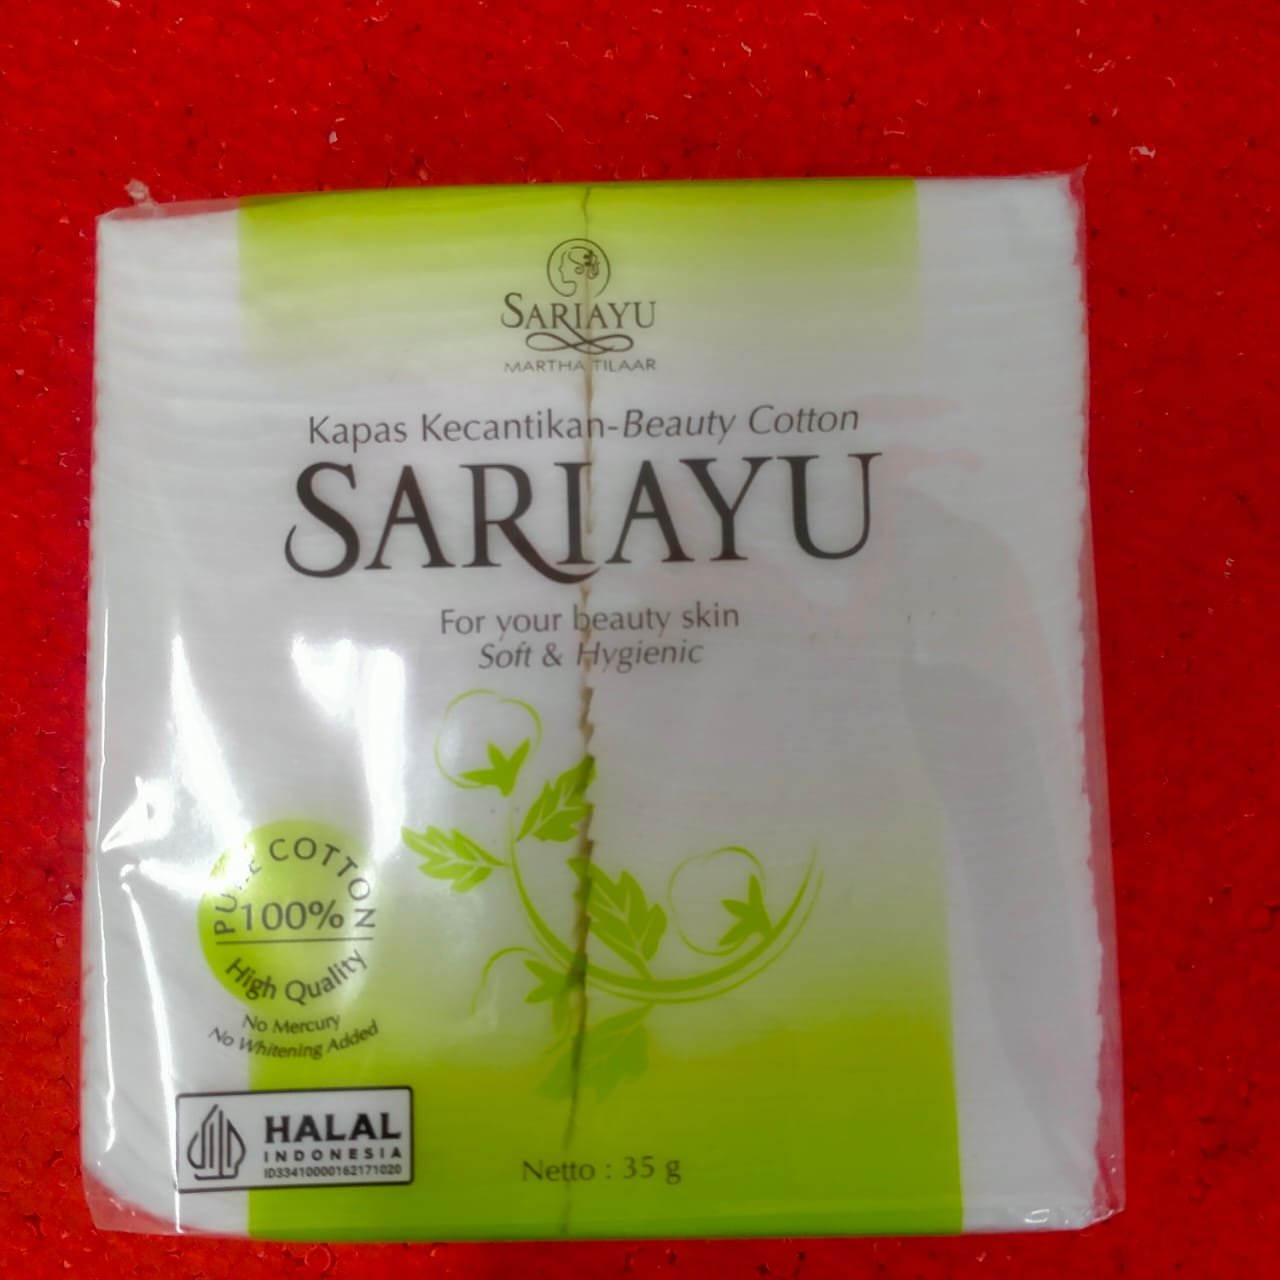 SARIAYU
MARTHA TILAAR
Kapas Kecantikan-Beauty Cotton
SARIAYU
For your beauty skin
Soft & Hygienic
PURE COTTON
100%
High Quality
No Mercury
No Whitening Added
HALAL
INDONESIA
ID33410000162171020
Netto : 35 g